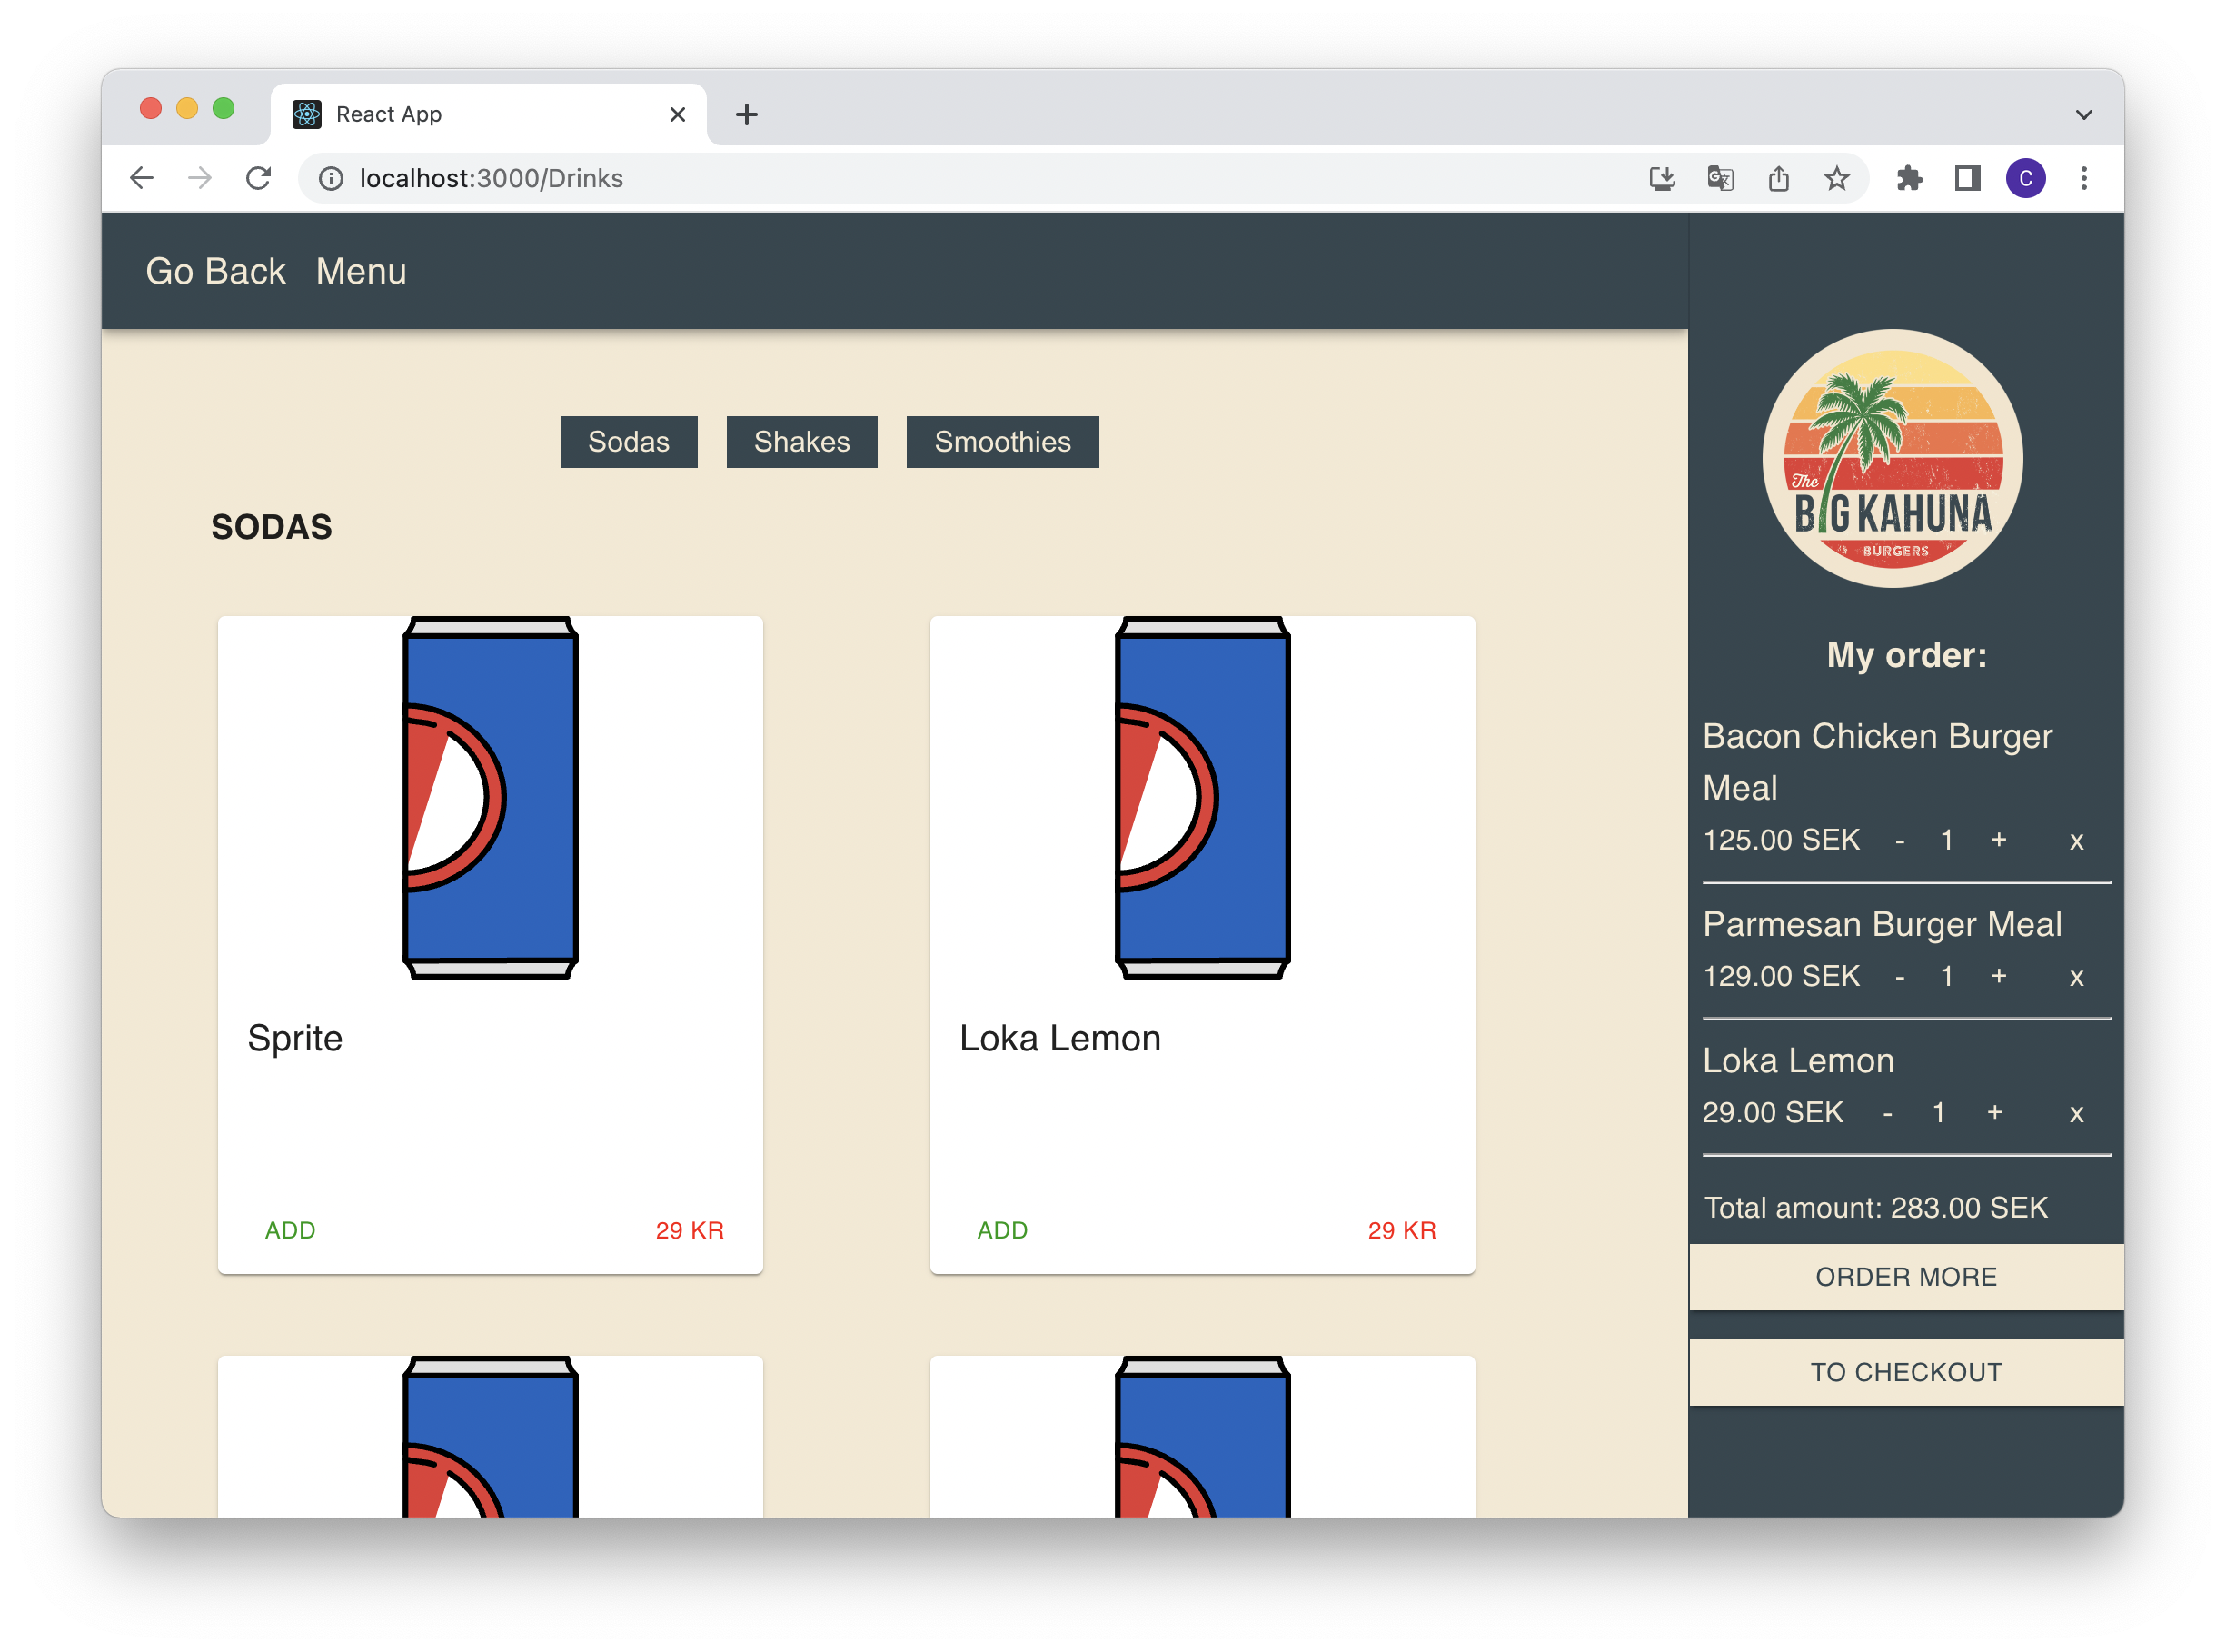 React App
localhost:3000/Drinks
C
Go Back Menu
Sodas Shakes Smoothies
SODAS
Sprite
ADD 29 KR
Loka Lemon
ADD 29 KR
The
BIG KAHUNA
BURGERS
My order:
Bacon Chicken Burger
Meal
125.00 SEK - 1 + x
Parmesan Burger Meal
129.00 SEK - 1 + x
Loka Lemon
29.00 SEK - 1 + x
Total amount: 283.00 SEK
ORDER MORE
TO CHECKOUT